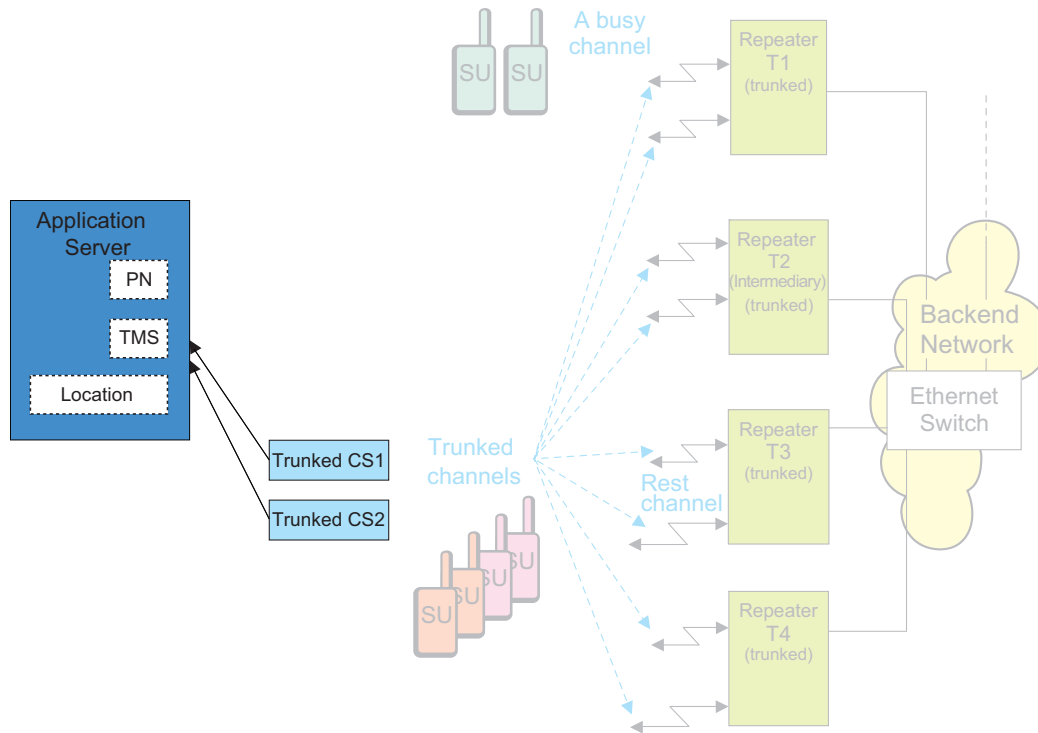 A busy
channel
SU
SU
Repeater
T1
(trunked)
Application
Server
PN
TMS
Location
Repeater
T2
(Intermediary)
(trunked)
Backend
Network
Ethernet
Switch
Trunked CS1
Trunked CS2
Trunked
channels
Rest
channel
Repeater
T3
(trunked)
SU
SU
SU
SU
Repeater
T4
(trunked)